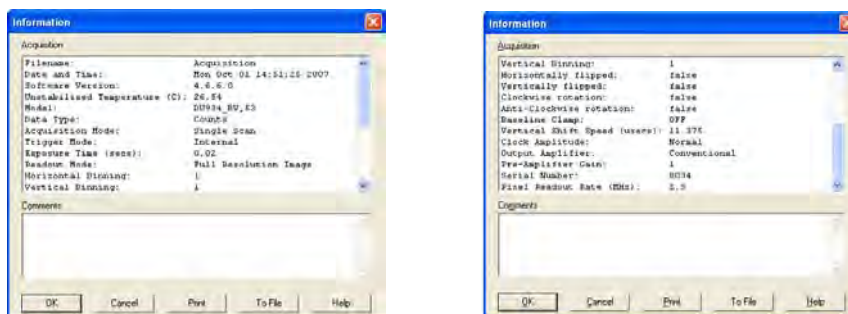 Information
Acquisition
Filename: Acquisition
Date and Time: Mon Oct 01 14:51:26 2007
Software Version: 4.6.6.0
Unstabilised Temperature (C): 26.54
Model:
Data Type: Counts
Acquisition Mode: Single Scan
Trigger Mode: Internal
Exposure Time (secs): 0.02
Readout Mode: Full Resolution Image
Horizontal Binning: 1
Vertical Binning: 1
Comments
OK Cancel Print To File Help
Information
Acquisition
Vertical Binning: 1
Horizontally flipped: false
Vertically flipped: false
Clockwise rotation: false
Anti-Clockwise rotation: false
Baseline Clamp: OFF
Vertical Shift Speed (usecs): 11.375
Clock Amplitude: Normal
Output Amplifier: Conventional
Pre-Amplifier Gain: 1
Serial Number:
Pixel Readout Rate (MHz): 2.5
Comments
OK Cancel Print To File Help